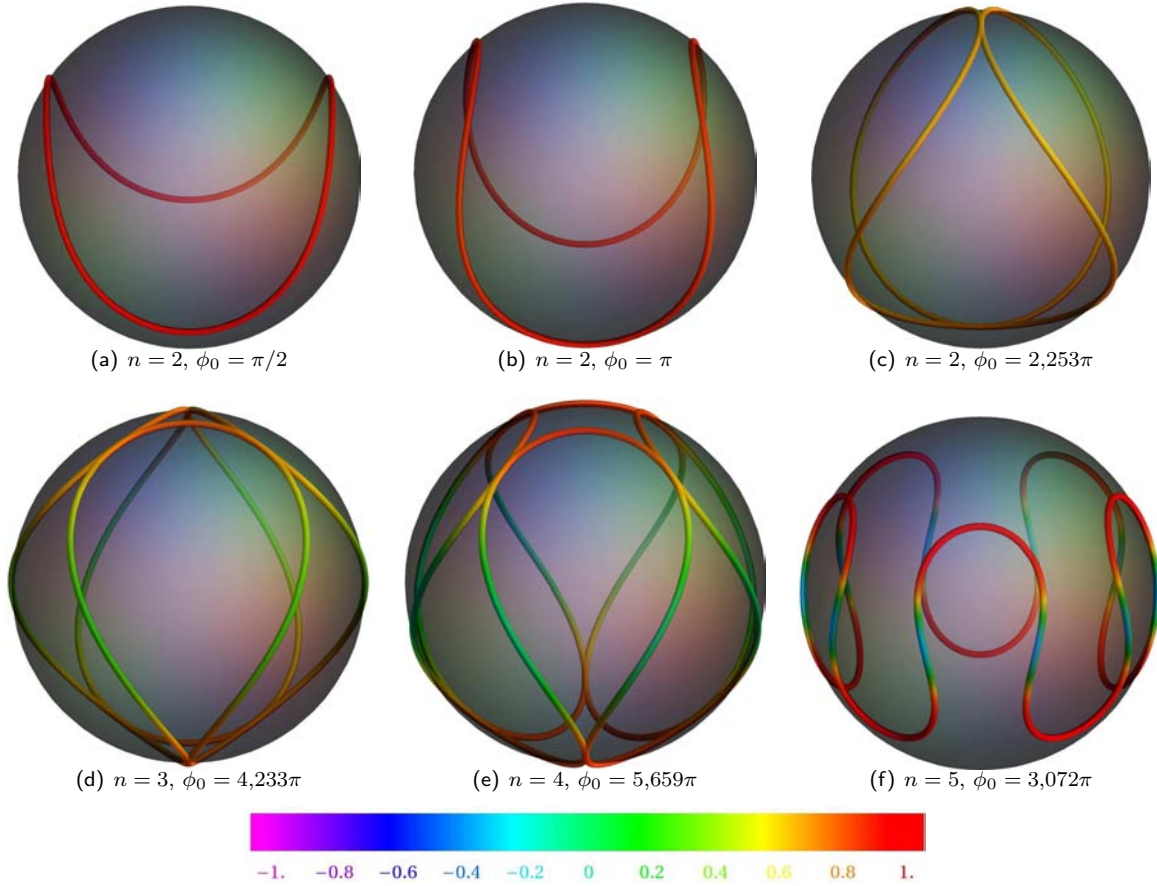 (a) n = 2, ϕ₀ = π/2
(b) n = 2, ϕ₀ = π
(c) n = 2, ϕ₀ = 2,253π
(d) n = 3, ϕ₀ = 4,233π
(e) n = 4, ϕ₀ = 5,659π
(f) n = 5, ϕ₀ = 3,072π
−1. −0.8 −0.6 −0.4 −0.2 0 0.2 0.4 0.6 0.8 1.